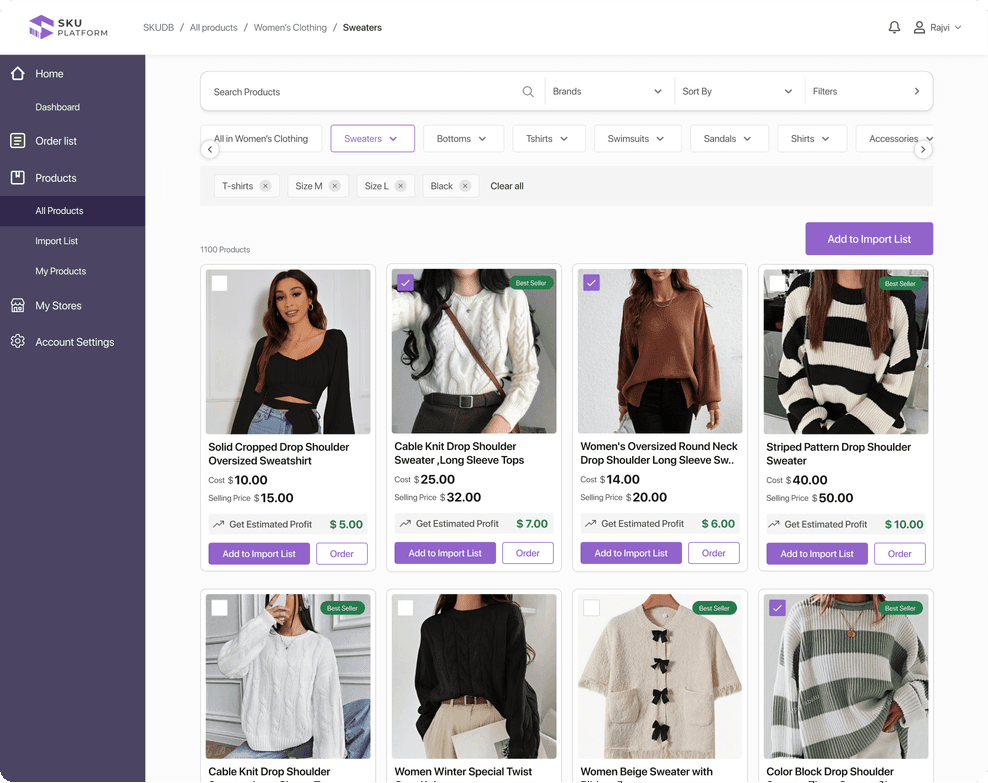 SKU
PLATFORM
SKUDB / All products / Women's Clothing / Sweaters
Rajvi
Home
Dashboard
Order list
Products
All Products
Import List
My Products
My Stores
Account Settings
Search Products
Brands
Sort By
Filters
All in Women's Clothing
Sweaters
Bottoms
Tshirts
Swimsuits
Sandals
Shirts
Accessories
T-shirts
Size M
Size L
Black
Clear all
1100 Products
Add to Import List
Solid Cropped Drop Shoulder
Oversized Sweatshirt
Cost $10.00
Selling Price $15.00
Get Estimated Profit $ 5.00
Add to Import List
Order
Best Seller
Cable Knit Drop Shoulder
Sweater ,Long Sleeve Tops
Cost $25.00
Selling Price $32.00
Get Estimated Profit $ 7.00
Add to Import List
Order
Women's Oversized Round Neck
Drop Shoulder Long Sleeve Sw..
Cost $14.00
Selling Price $20.00
Get Estimated Profit $ 6.00
Add to Import List
Order
Best Seller
Striped Pattern Drop Shoulder
Sweater
Cost $40.00
Selling Price $50.00
Get Estimated Profit $ 10.00
Add to Import List
Order
Best Seller
Cable Knit Drop Shoulder
Women Winter Special Twist
Best Seller
Women Beige Sweater with
Best Seller
Color Block Drop Shoulder